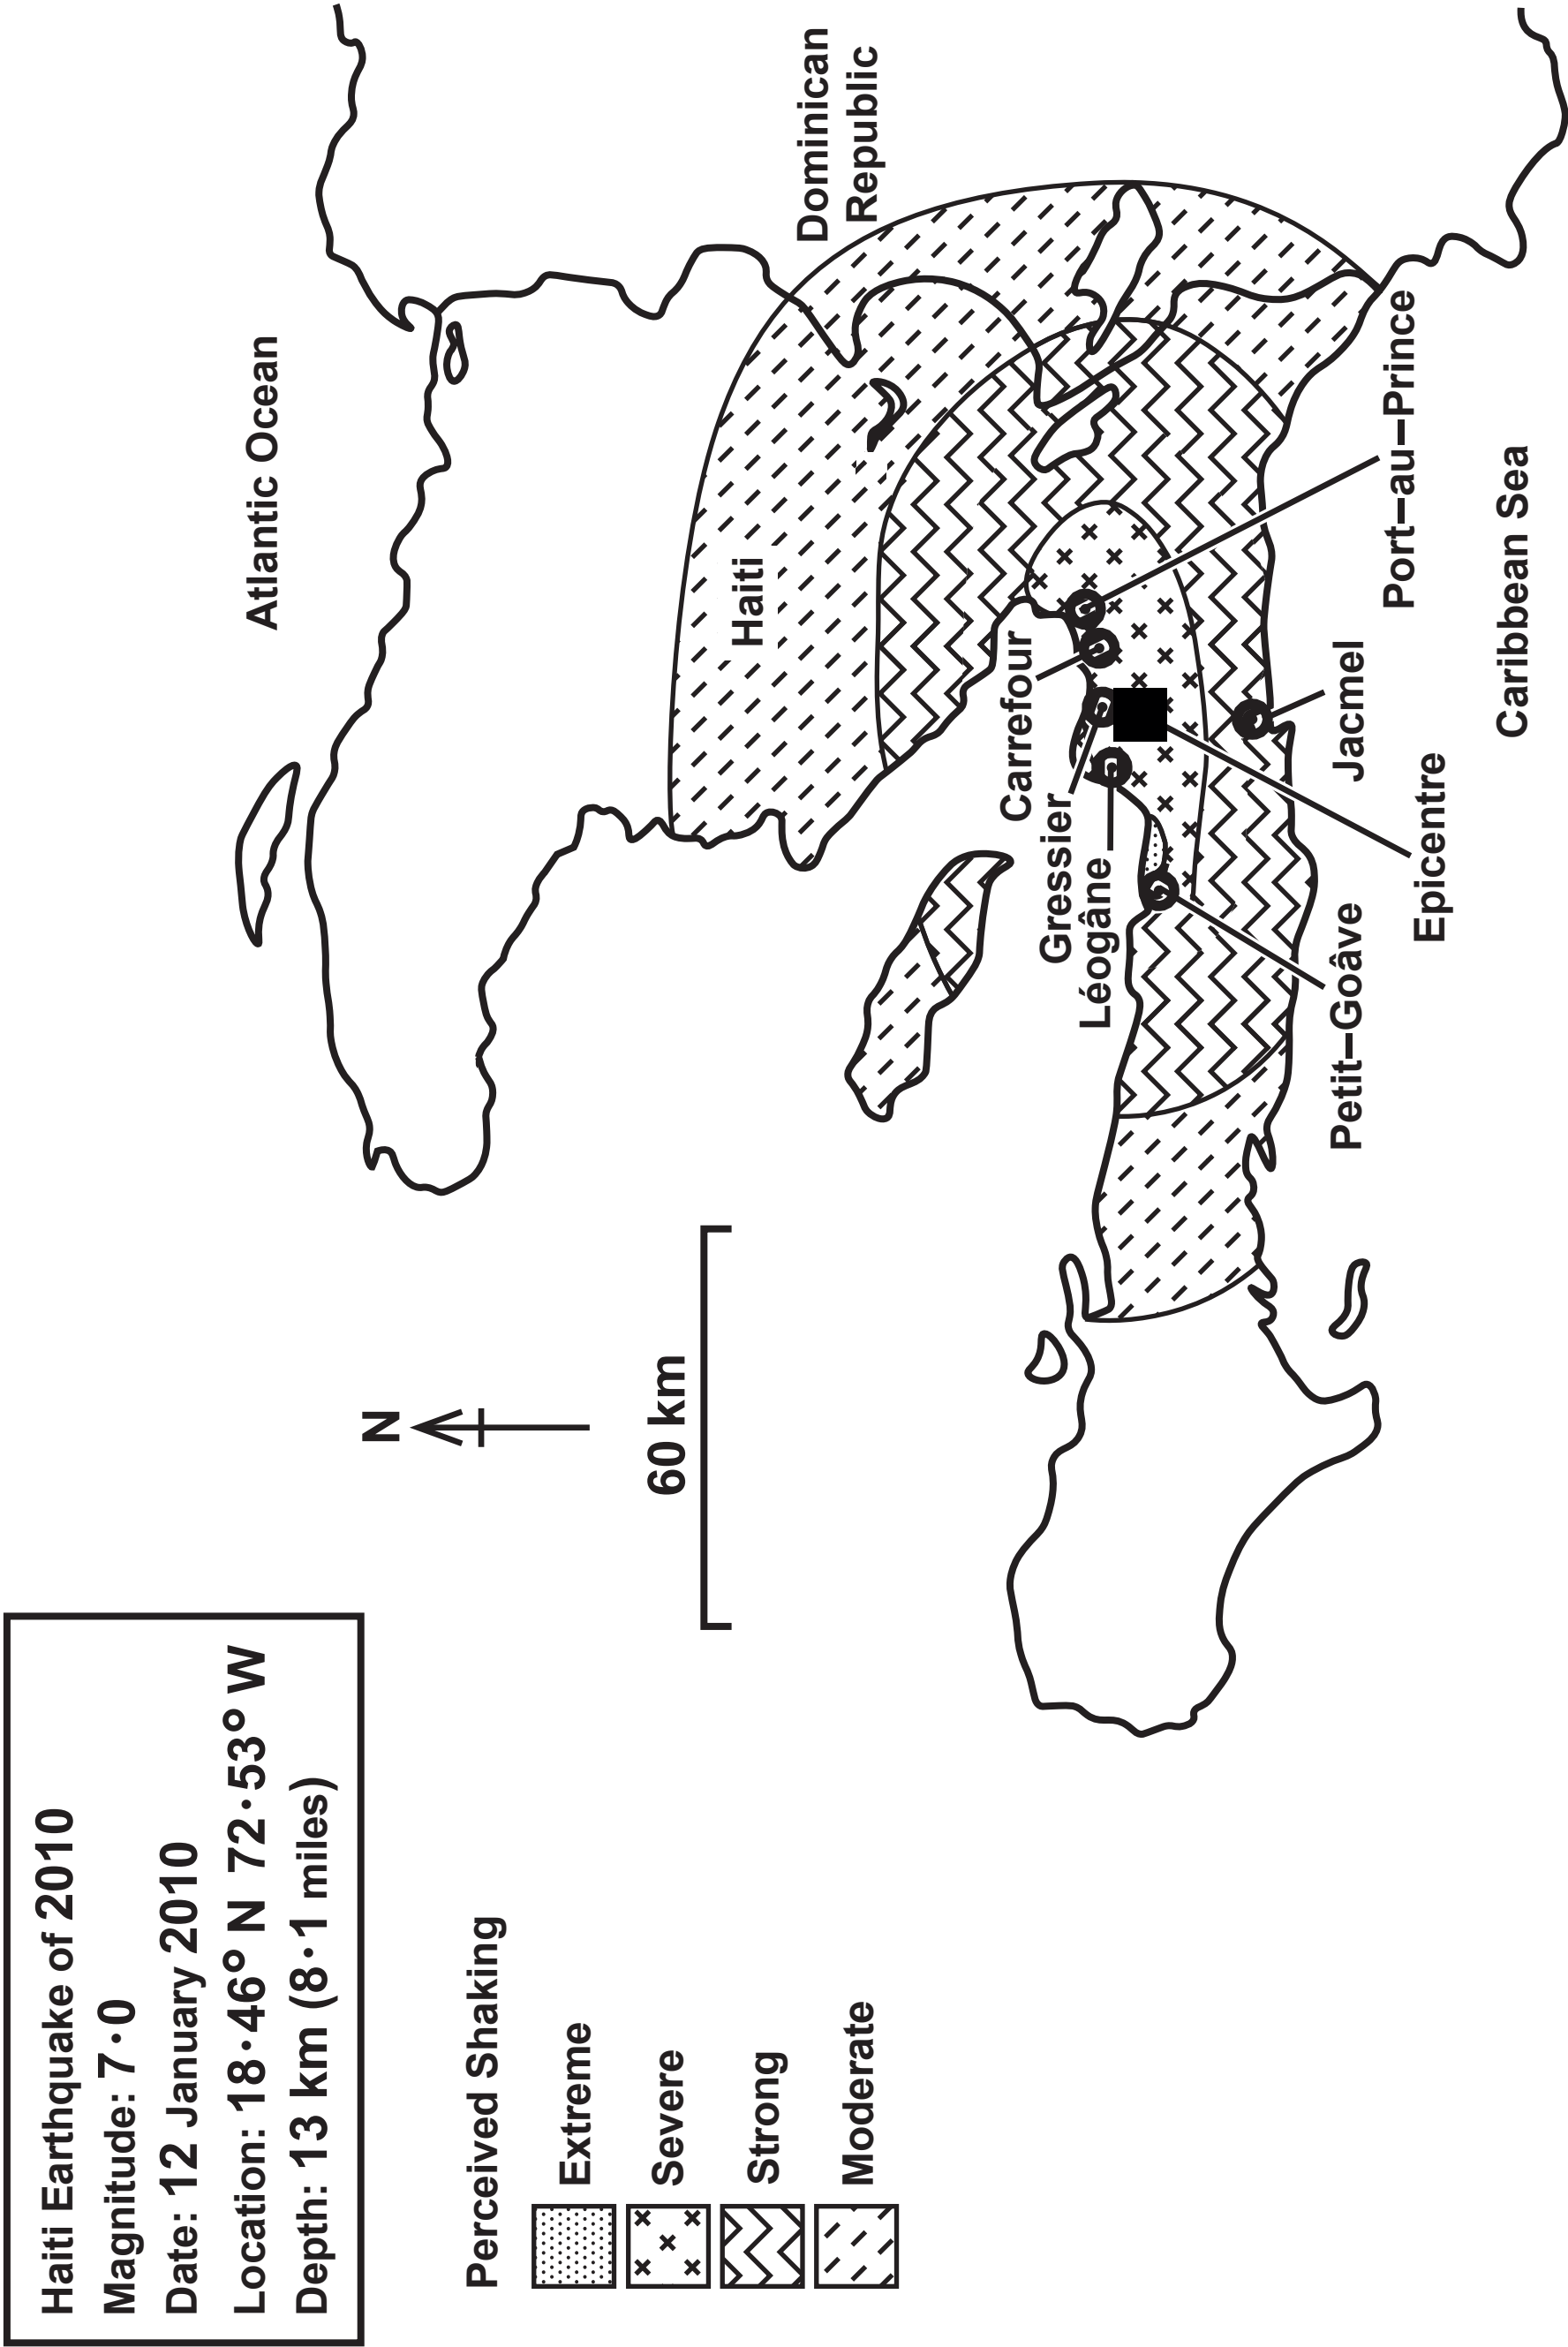 Haiti Earthquake of 2010
Magnitude: 7·0
Date: 12 January 2010
Location: 18·46° N 72·53° W
Depth: 13 km (8·1 miles)
Perceived Shaking
Extreme
Severe
Strong
Moderate
N
60 km
Atlantic Ocean
Haiti
Dominican
Republic
Carrefour
Gressier
Léogâne
Petit–Goâve
Epicentre
Jacmel
Port–au–Prince
Caribbean Sea